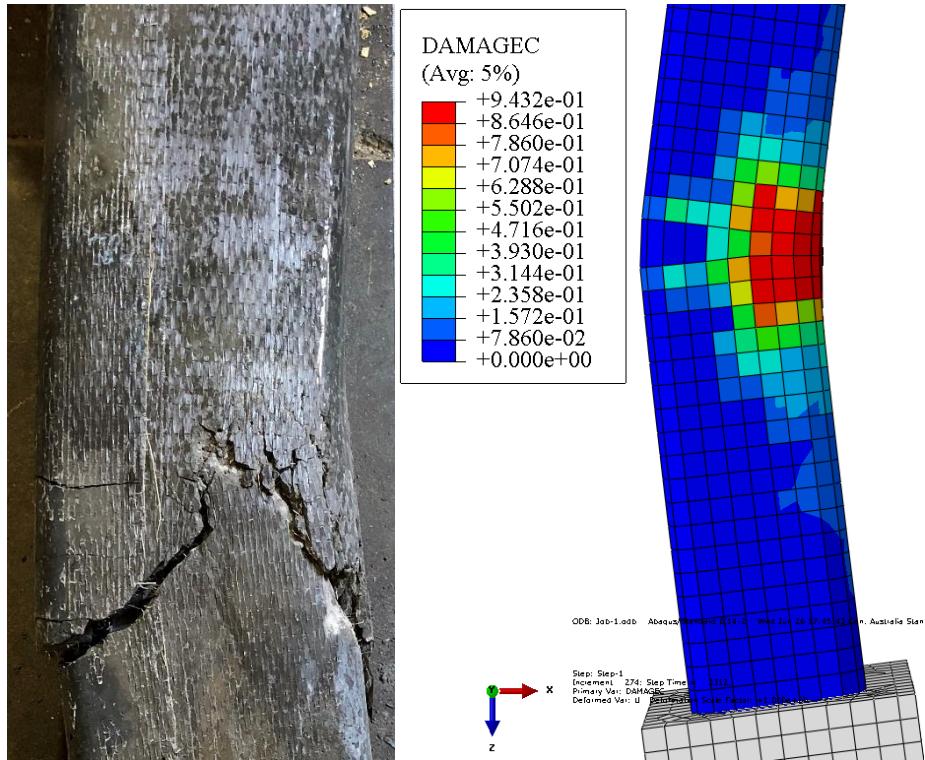 DAMAGEC
(Avg: 5%)
+9.432e-01
+8.646e-01
+7.860e-01
+7.074e-01
+6.288e-01
+5.502e-01
+4.716e-01
+3.930e-01
+3.144e-01
+2.358e-01
+1.572e-01
+7.860e-02
+0.000e+00
ODB: Job-1.odb Australia
Step: Step-1
Increment 274: Step Time
Primary Var: DAMAGEC
Deformed Var: U
Y
X
Z